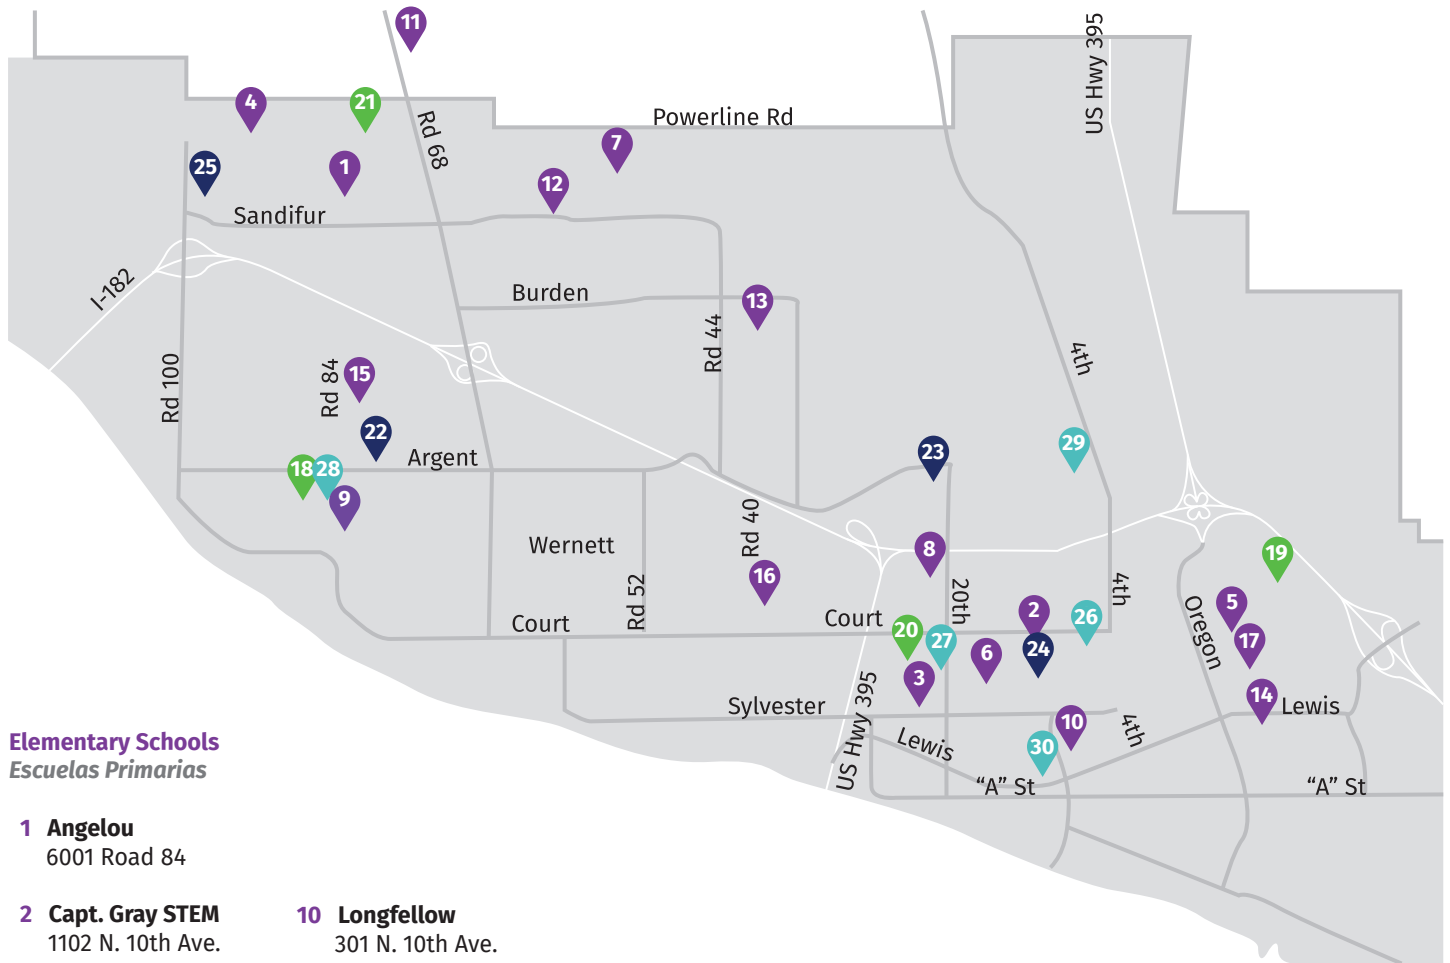 11
US Hwy 395
4
21
Powerline Rd
Rd 68
7
25
1
12
Sandifur
I-182
Burden
13
Rd 44
4th
Rd 100
Rd 84
15
22
23
29
Argent
18
28
9
Rd 40
Wernett
8
19
16
Rd 52
20th
4th
5
2
26
Oregon
Court
Court
20
27
17
6
24
3
US Hwy 395
14
Lewis
Sylvester
10
4th
Lewis
30
"A" St
"A" St
Elementary Schools
Escuelas Primarias
1 Angelou
6001 Road 84
2 Capt. Gray STEM
1102 N. 10th Ave.
10 Longfellow
301 N. 10th Ave.